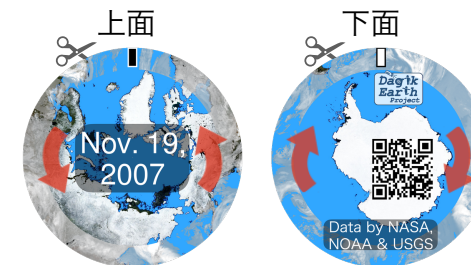 上面
下面
Nov. 19,
2007
Dagik
Earth
Project
Data by NASA,
NOAA & USGS